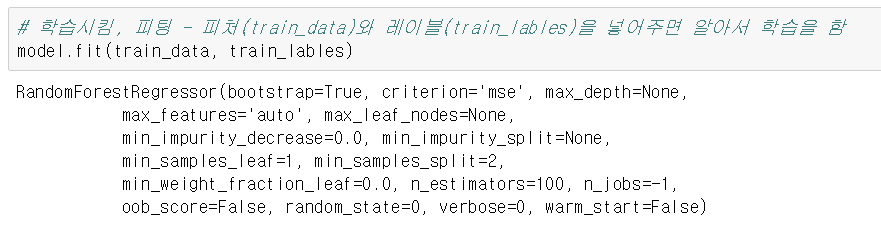 # 학습시킴, 피팅 - 피처(train_data)와 레이블(train_lables)을 넣어주면 알아서 학습을 함
model.fit(train_data, train_lables)
RandomForestRegressor(bootstrap=True, criterion='mse', max_depth=None,
max_features='auto', max_leaf_nodes=None,
min_impurity_decrease=0.0, min_impurity_split=None,
min_samples_leaf=1, min_samples_split=2,
min_weight_fraction_leaf=0.0, n_estimators=100, n_jobs=-1,
oob_score=False, random_state=0, verbose=0, warm_start=False)